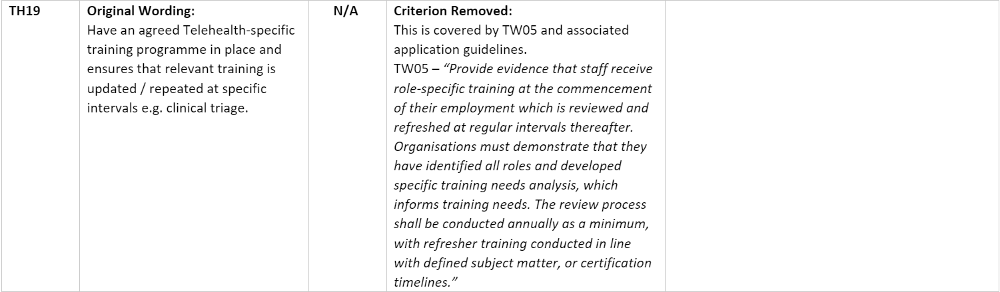 TH19
Original Wording:
Have an agreed Telehealth-specific
training programme in place and
ensures that relevant training is
updated / repeated at specific
intervals e.g. clinical triage.
N/A
Criterion Removed:
This is covered by TW05 and associated
application guidelines.
TW05 – “Provide evidence that staff receive
role-specific training at the commencement
of their employment which is reviewed and
refreshed at regular intervals thereafter.
Organisations must demonstrate that they
have identified all roles and developed
specific training needs analysis, which
informs training needs. The review process
shall be conducted annually as a minimum,
with refresher training conducted in line
with defined subject matter, or certification
timelines.”